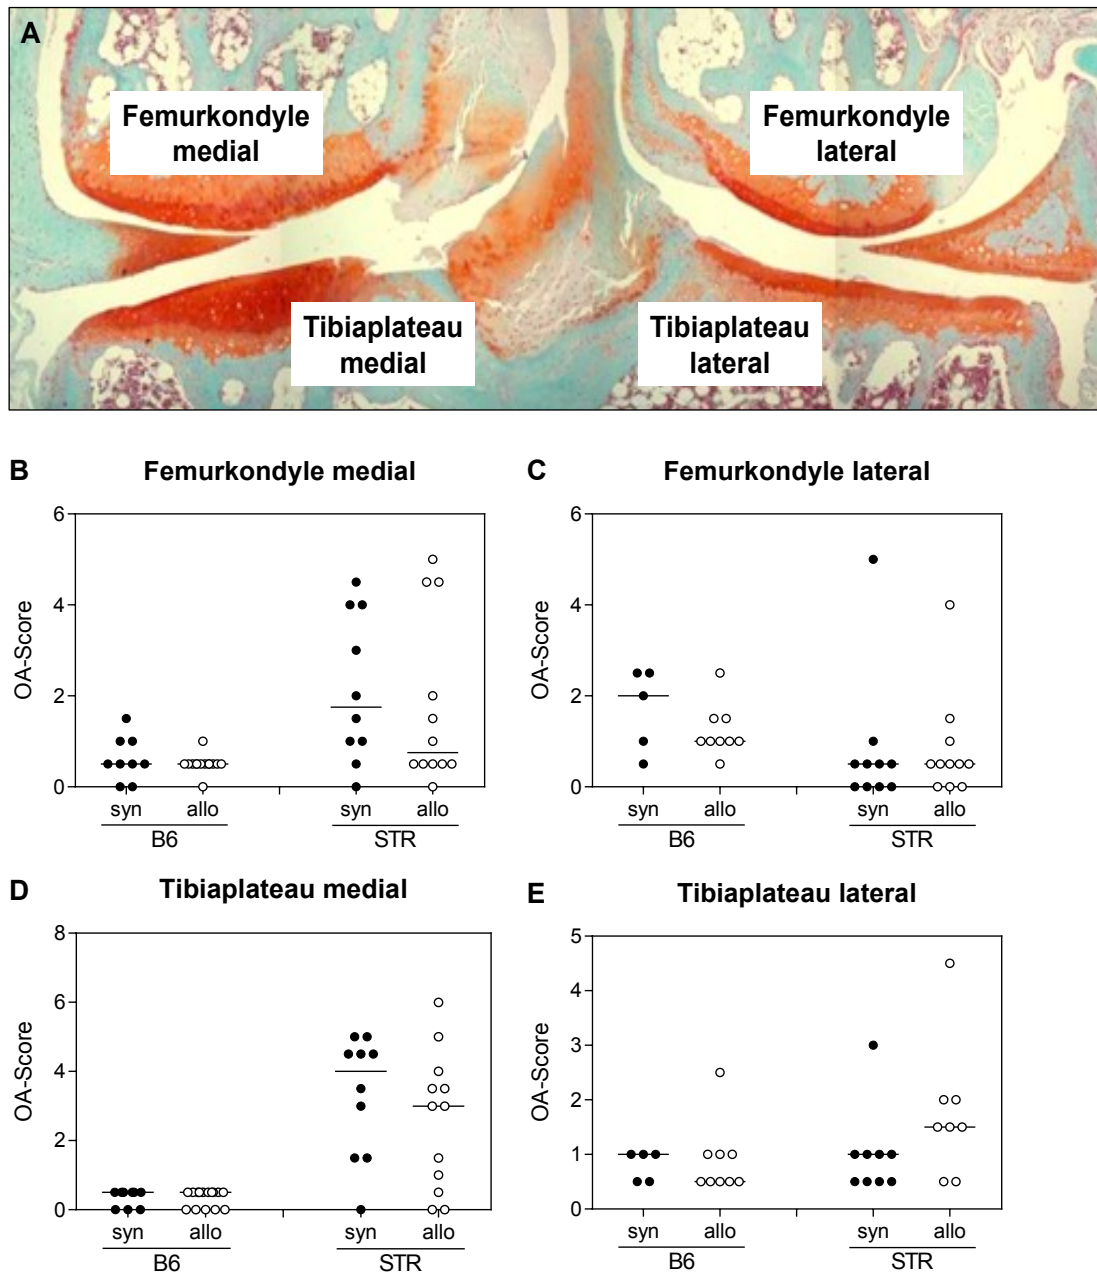 A
Femurkondyle
medial
Femurkondyle
lateral
Tibiaplateau
medial
Tibiaplateau
lateral
B
Femurkondyle medial
6
4
2
0
OA-Score
syn
allo
syn
allo
B6
STR
C
Femurkondyle lateral
6
4
2
0
OA-Score
syn
allo
syn
allo
B6
STR
D
Tibiaplateau medial
8
6
4
2
0
OA-Score
syn
allo
syn
allo
B6
STR
E
Tibiaplateau lateral
5
4
3
2
1
0
OA-Score
syn
allo
syn
allo
B6
STR